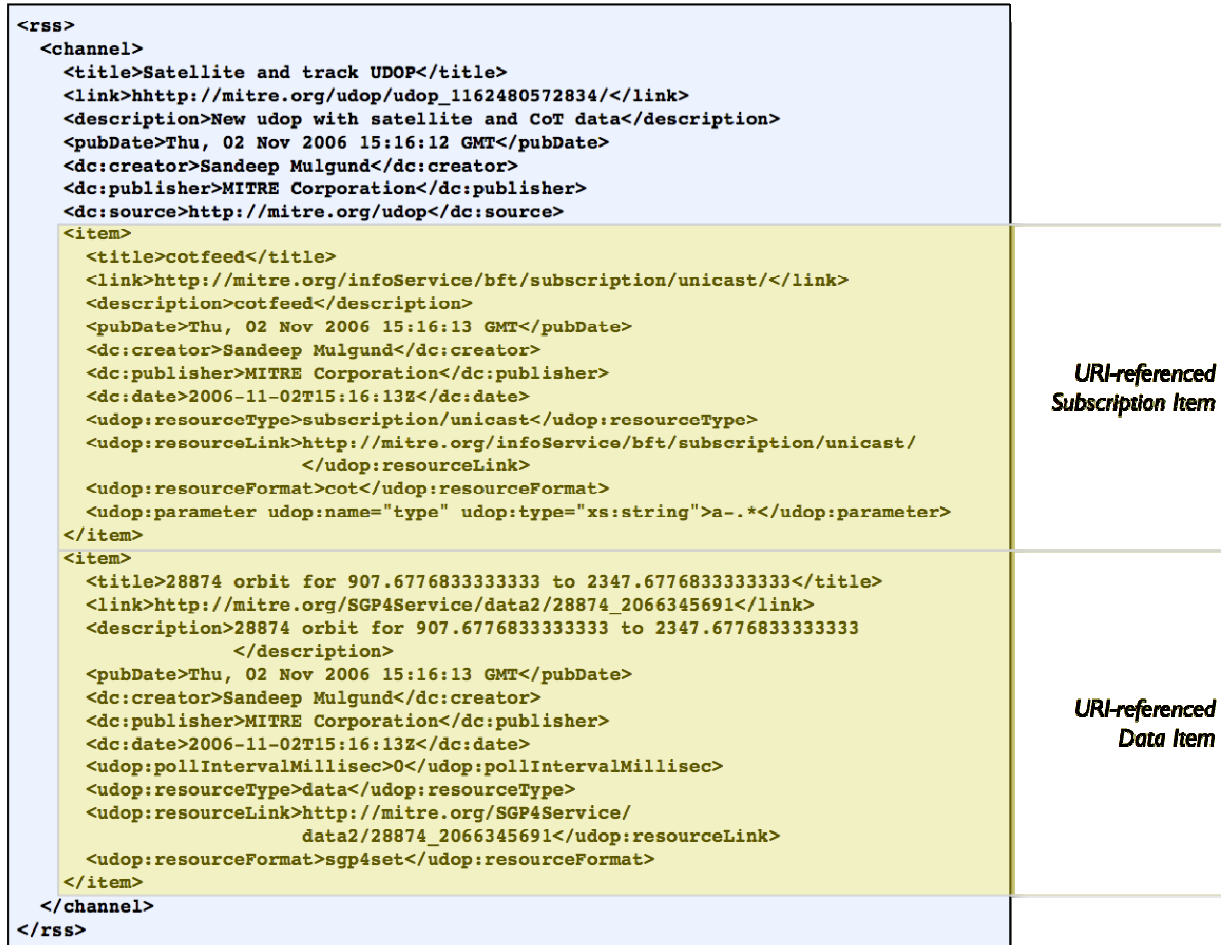 <rss>
<channel>
<title>Satellite and track UDOP</title>
<link>hhttp://mitre.org/udop/udop_1162480572834/</link>
<description>New udop with satellite and CoT data</description>
<pubDate>Thu, 02 Nov 2006 15:16:12 GMT</pubDate>
<dc:creator>Sandeep Mulgund</dc:creator>
<dc:publisher>MITRE Corporation</dc:publisher>
<dc:source>http://mitre.org/udop</dc:source>
<item>
<title>cotfeed</title>
<link>http://mitre.org/infoService/bft/subscription/unicast/</link>
<description>cotfeed</description>
<pubDate>Thu, 02 Nov 2006 15:16:13 GMT</pubDate>
<dc:creator>Sandeep Mulgund</dc:creator>
<dc:publisher>MITRE Corporation</dc:publisher>
<dc:date>2006-11-02T15:16:13Z</dc:date>
<udop:resourceType>subscription/unicast</udop:resourceType>
<udop:resourceLink>http://mitre.org/infoService/bft/subscription/unicast/
</udop:resourceLink>
<udop:resourceFormat>cot</udop:resourceFormat>
<udop:parameter udop:name="type" udop:type="xs:string">a-.*</udop:parameter>
</item>
URI-referenced
Subscription Item
<item>
<title>28874 orbit for 907.6776833333333 to 2347.6776833333333</title>
<link>http://mitre.org/SGP4Service/data2/28874_2066345691</link>
<description>28874 orbit for 907.6776833333333 to 2347.6776833333333
</description>
<pubDate>Thu, 02 Nov 2006 15:16:13 GMT</pubDate>
<dc:creator>Sandeep Mulgund</dc:creator>
<dc:publisher>MITRE Corporation</dc:publisher>
<dc:date>2006-11-02T15:16:13Z</dc:date>
<udop:pollIntervalMillisec>0</udop:pollIntervalMillisec>
<udop:resourceType>data</udop:resourceType>
<udop:resourceLink>http://mitre.org/SGP4Service/
data2/28874_2066345691</udop:resourceLink>
<udop:resourceFormat>sgp4set</udop:resourceFormat>
</item>
URI-referenced
Data Item
</channel>
</rss>